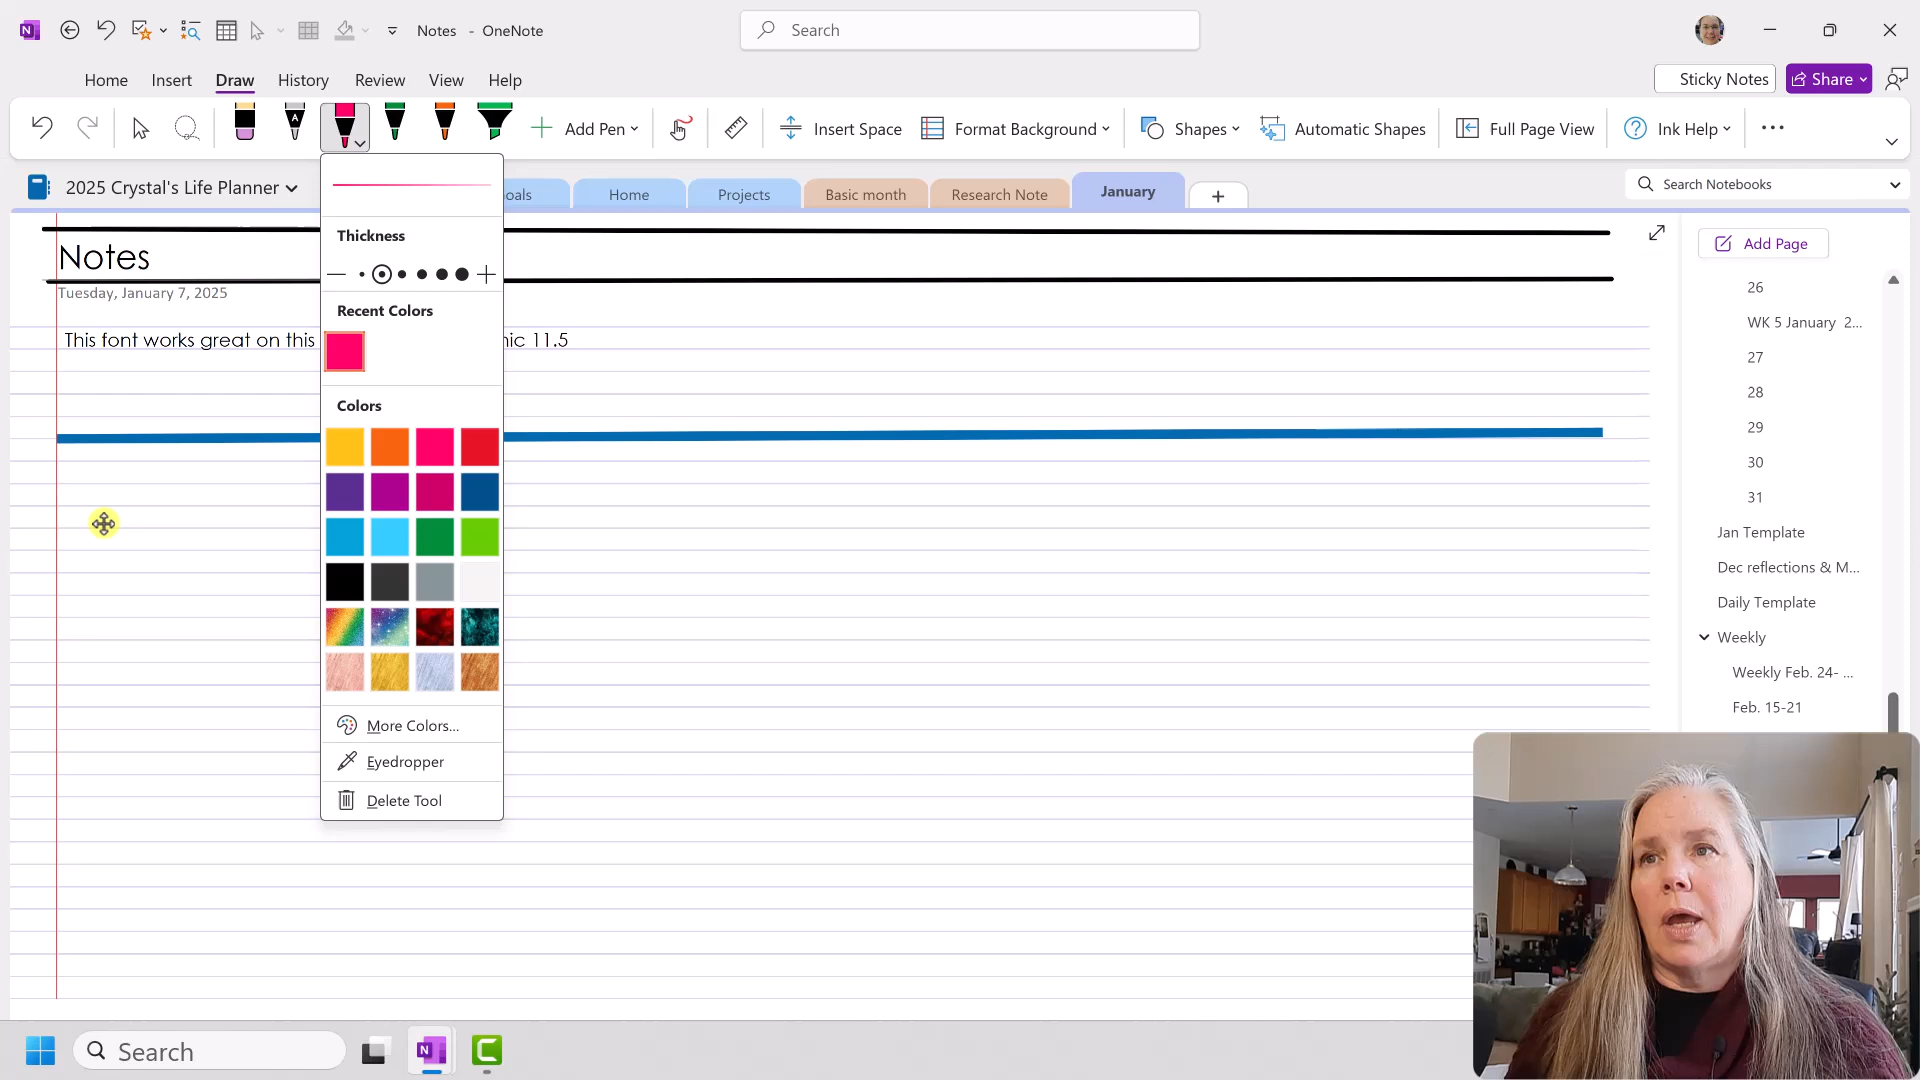 Notes - OneNote
Search
Home Insert Draw History Review View Help
Sticky Notes Share
A Add Pen Insert Space Format Background Shapes Automatic Shapes Full Page View Ink Help
2025 Crystal's Life Planner oals Home Projects Basic month Research Note January Search Notebooks
Notes
Tuesday, January 7, 2025
This font works great on this nic 11.5
Thickness
Recent Colors
Colors
More Colors...
Eyedropper
Delete Tool
Add Page
26
WK 5 January 2...
27
28
29
30
31
Jan Template
Dec reflections & M...
Daily Template
Weekly
Weekly Feb. 24- ...
Feb. 15-21
Search